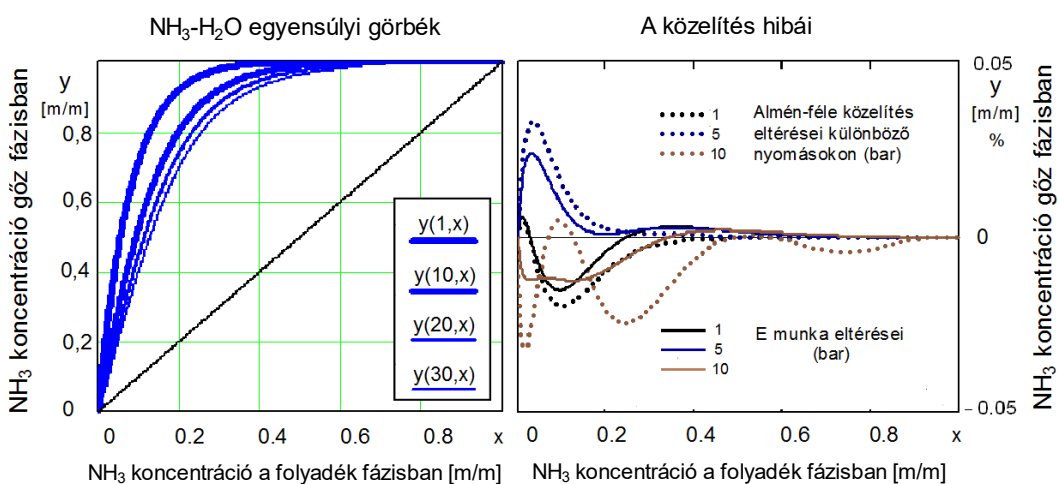 NH₃-H₂O egyensúlyi görbék
NH₃ koncentráció gőz fázisban
y
[m/m]
0,8
0,6
0,4
0,2
0
0 0.2 0.4 0.6 0.8 x
NH₃ koncentráció a folyadék fázisban [m/m]
y(1,x)
y(10,x)
y(20,x)
y(30,x)
A közelítés hibái
1
5
10
Almén-féle közelítés
eltérései különböző
nyomásokon (bar)
1
5
10
E munka eltérései
(bar)
0.05
y
[m/m]
%
0
-0.05
NH₃ koncentráció gőz fázisban
0 0.2 0.4 0.6 0.8 x
NH₃ koncentráció a folyadék fázisban [m/m]